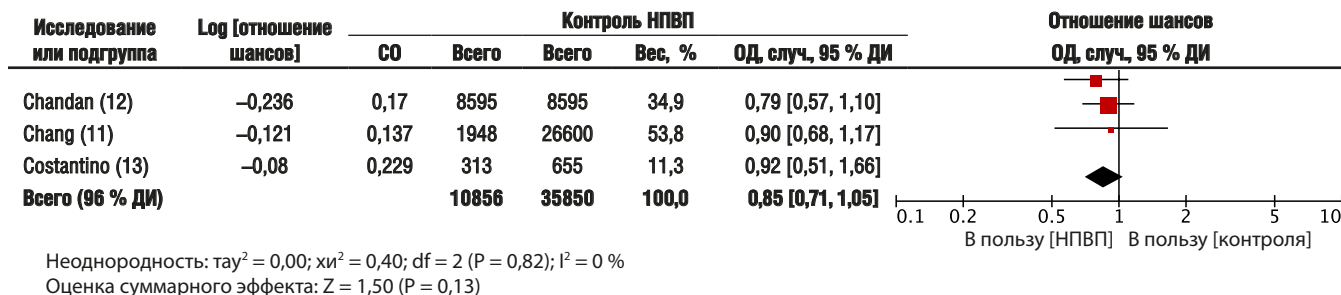 Исследование Log [отношение Контроль НПВП Отношение шансов
или подгруппа шансов] СО Всего Всего Вес, % ОД, случ., 95 % ДИ ОД, случ., 95 % ДИ
Chandan (12) –0,236 0,17 8595 8595 34,9 0,79 [0,57, 1,10]
Chang (11) –0,121 0,137 1948 26600 53,8 0,90 [0,68, 1,17]
Costantino (13) –0,08 0,229 313 655 11,3 0,92 [0,51, 1,66]
Всего (96 % ДИ) 10856 35850 100,0 0,85 [0,71, 1,05]
0.1 0.2 0.5 1 2 5 10
В пользу [НПВП] В пользу [контроля]
Неоднородность: тау² = 0,00; хи² = 0,40; df = 2 (P = 0,82); I² = 0 %
Оценка суммарного эффекта: Z = 1,50 (P = 0,13)